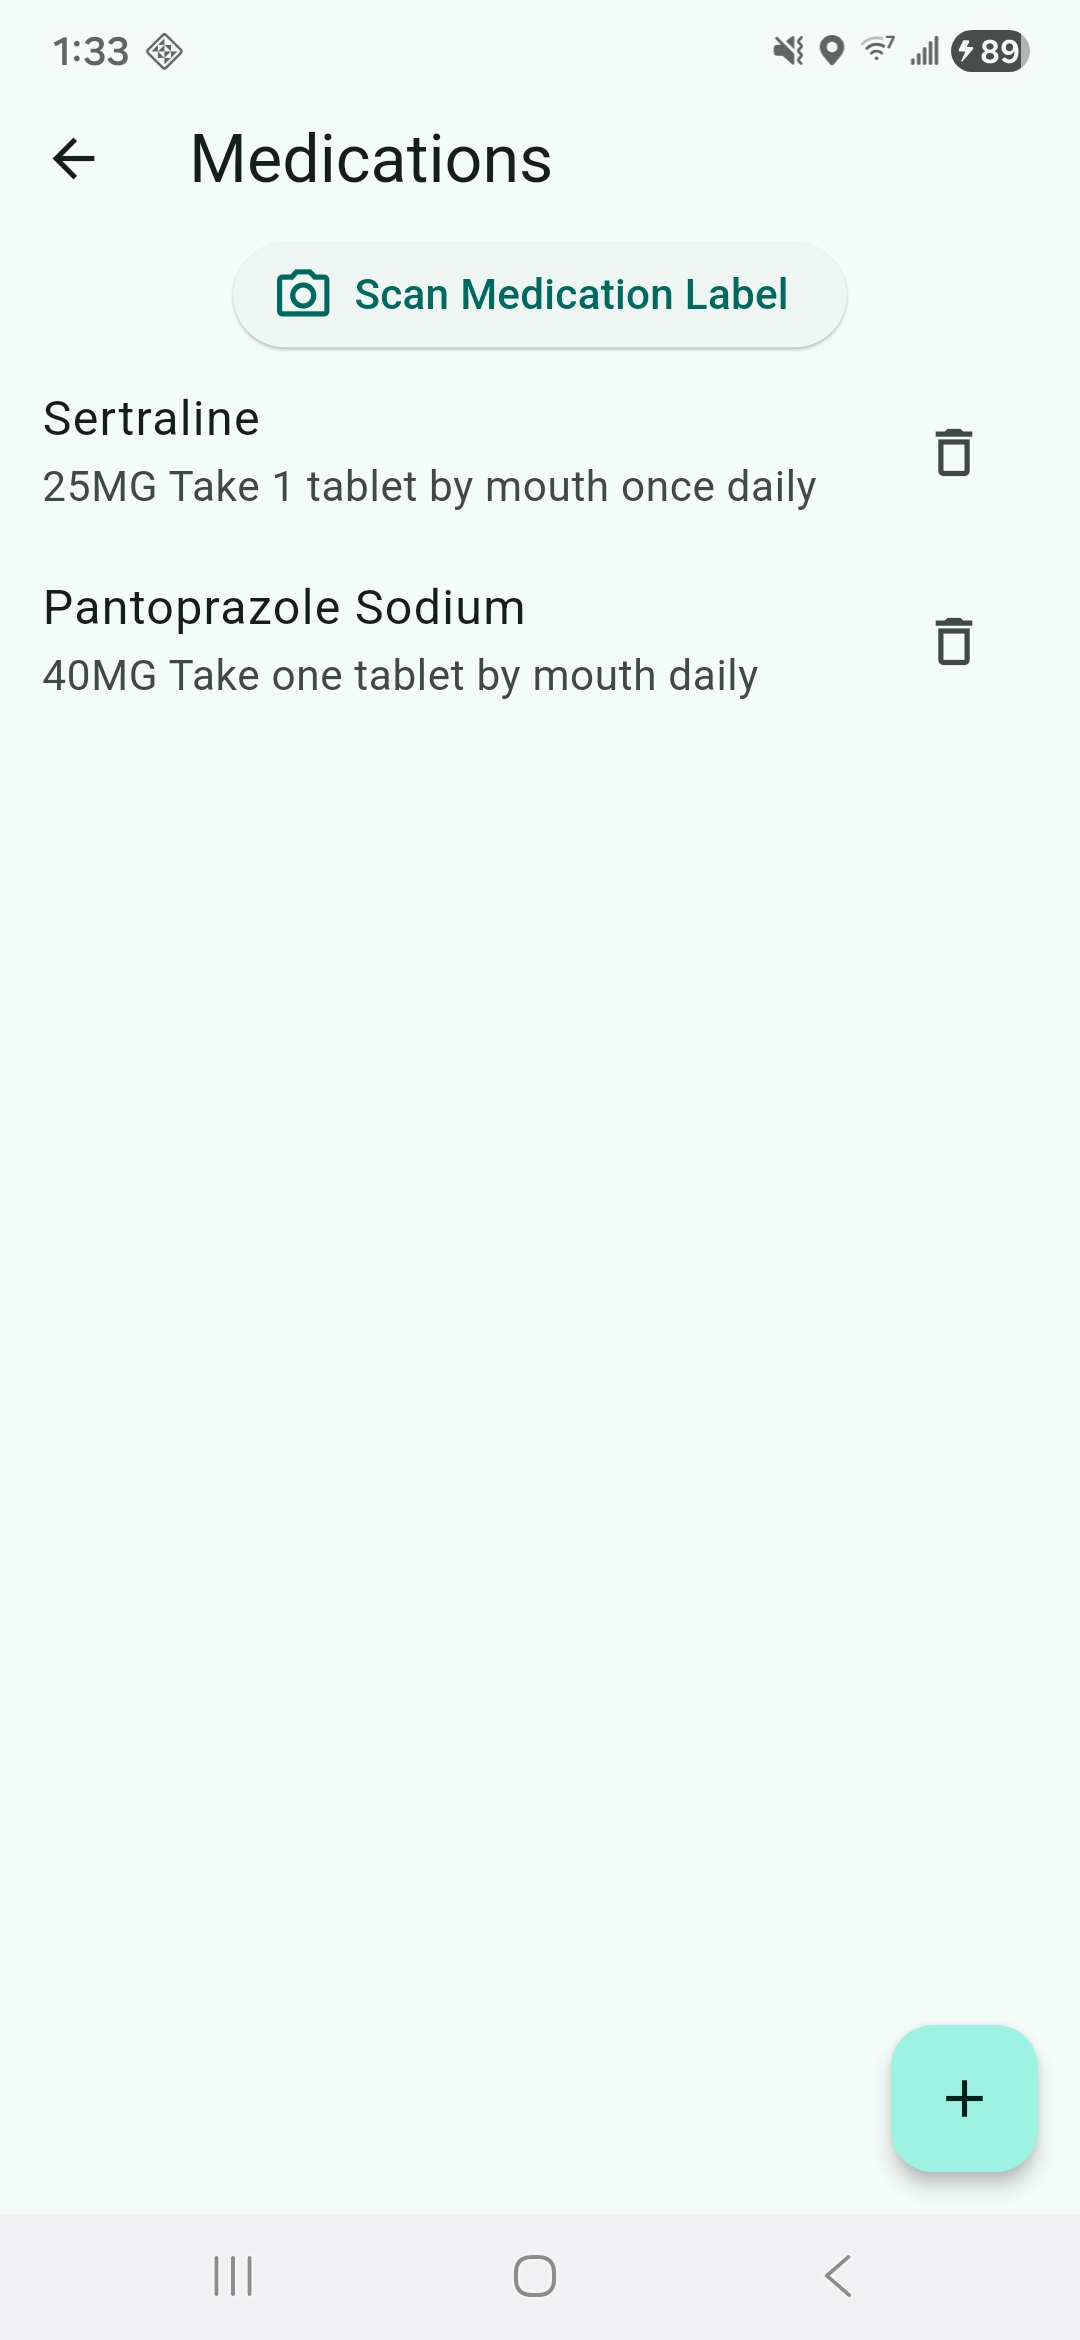 1:33
7
89
Medications
Scan Medication Label
Sertraline
25MG Take 1 tablet by mouth once daily
Pantoprazole Sodium
40MG Take one tablet by mouth daily